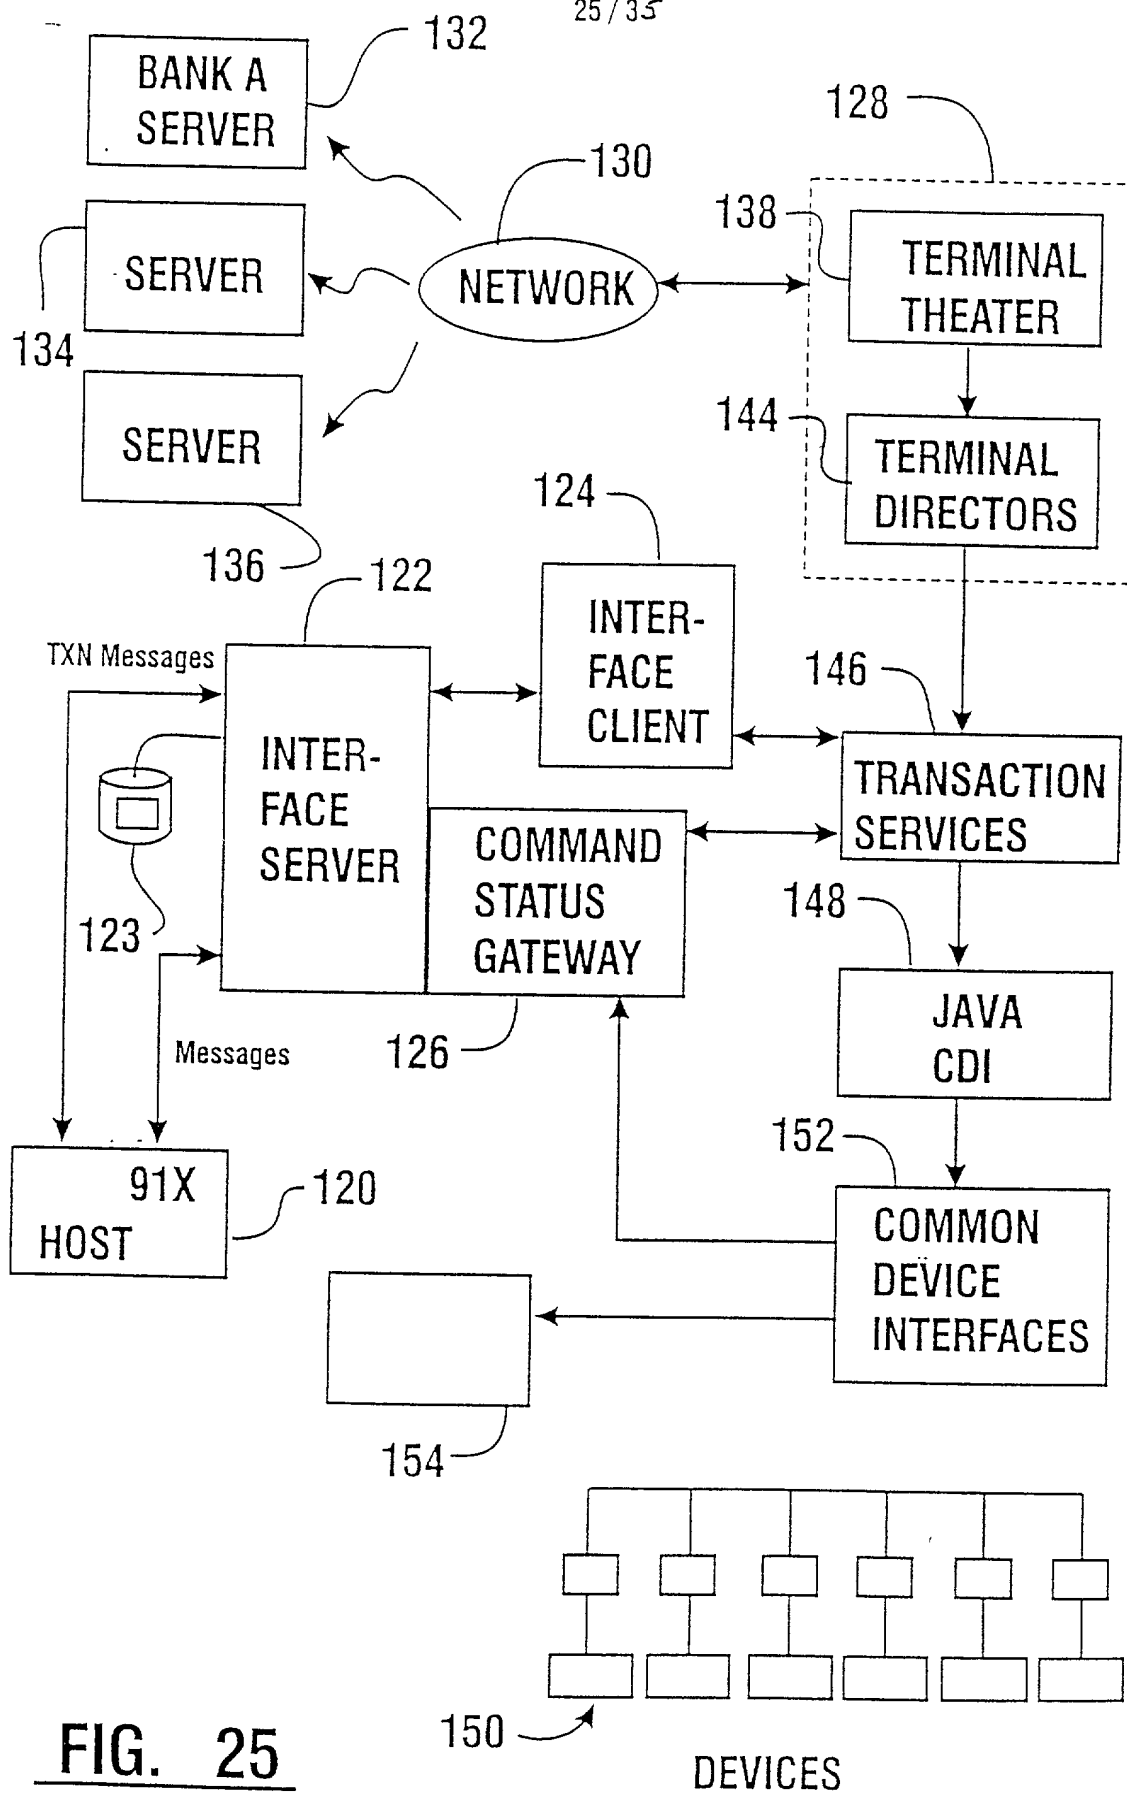 25/35
132
BANK A
SERVER
128
130
138
134
SERVER
NETWORK
TERMINAL
THEATER
144
SERVER
TERMINAL
DIRECTORS
124
136
122
INTER-
FACE
CLIENT
TXN Messages
146
INTER-
FACE
SERVER
TRANSACTION
SERVICES
COMMAND
STATUS
GATEWAY
123
148
126
JAVA
CDI
Messages
152
91X
HOST
120
COMMON
DEVICE
INTERFACES
154
150
DEVICES
FIG. 25